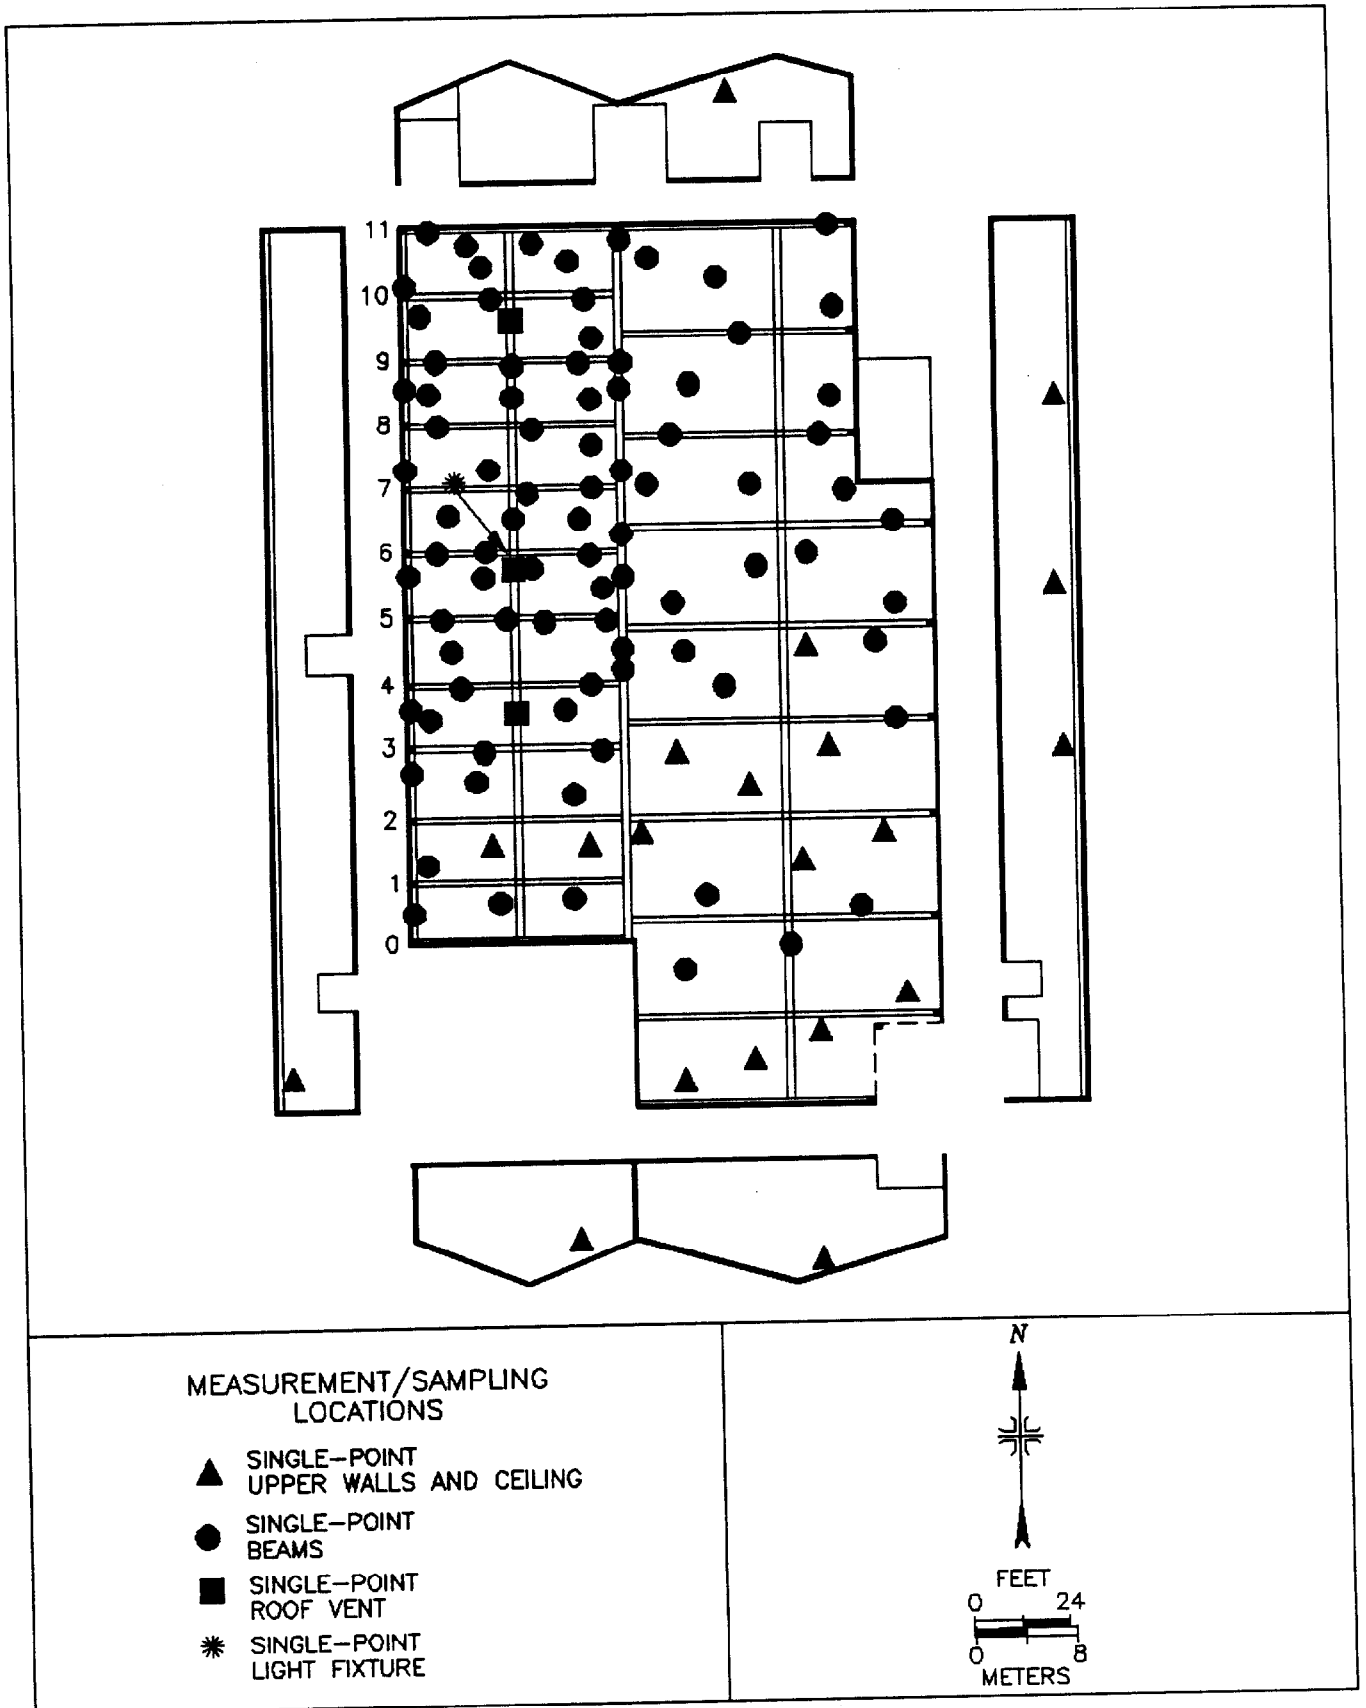 11
10
9
8
7
6
5
4
3
2
1
0
MEASUREMENT/SAMPLING
LOCATIONS
SINGLE-POINT
UPPER WALLS AND CEILING
SINGLE-POINT
BEAMS
SINGLE-POINT
ROOF VENT
SINGLE-POINT
LIGHT FIXTURE
N
FEET
0 24
0 8
METERS